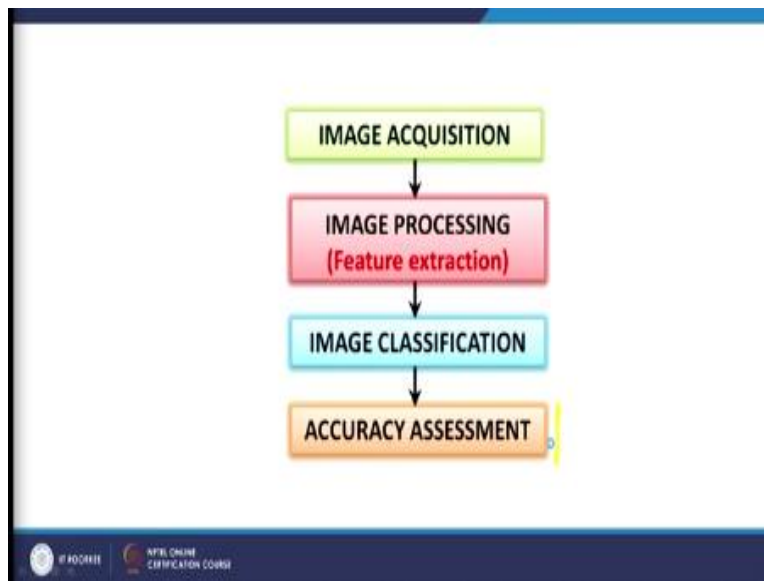 IMAGE ACQUISITION
IMAGE PROCESSING
(Feature extraction)
IMAGE CLASSIFICATION
ACCURACY ASSESSMENT
IIT ROORKEE
NPTEL ONLINE
CERTIFICATION COURSE